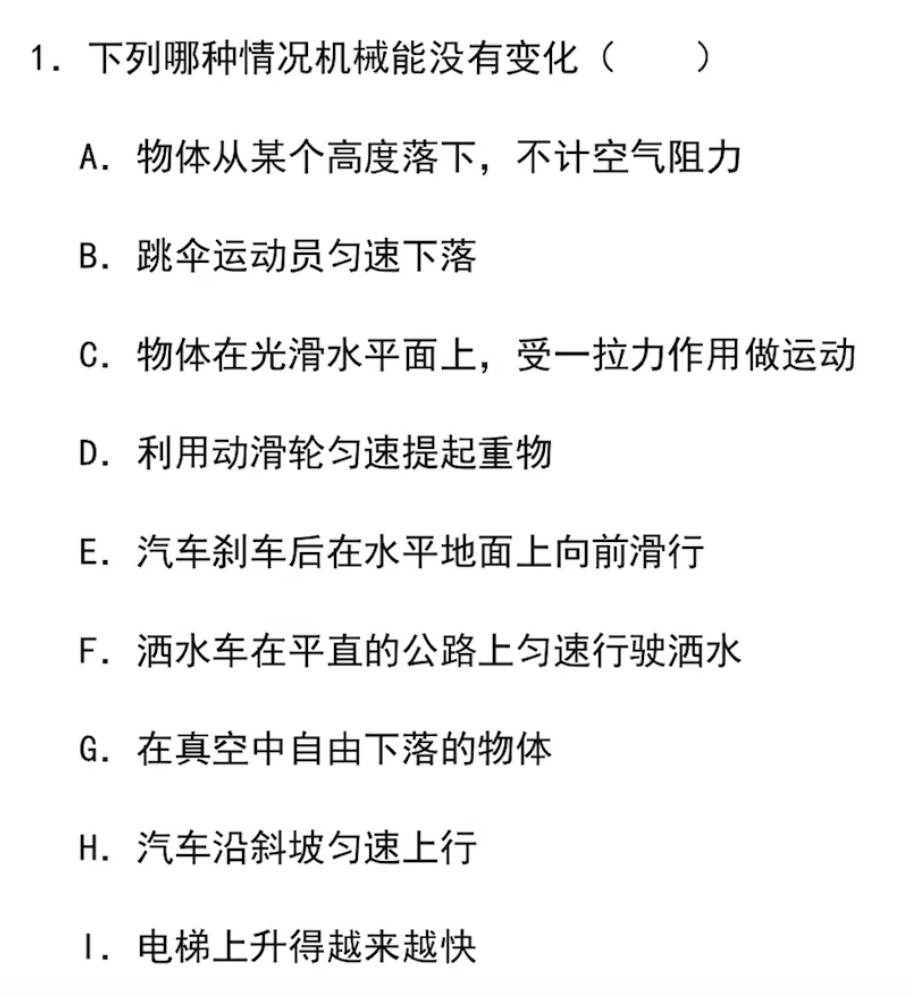 1. 下列哪种情况机械能没有变化（　　）
A. 物体从某个高度落下，不计空气阻力
B. 跳伞运动员匀速下落
C. 物体在光滑水平面上，受一拉力作用做运动
D. 利用动滑轮匀速提起重物
E. 汽车刹车后在水平地面上向前滑行
F. 洒水车在平直的公路上匀速行驶洒水
G. 在真空中自由下落的物体
H. 汽车沿斜坡匀速上行
I. 电梯上升得越来越快